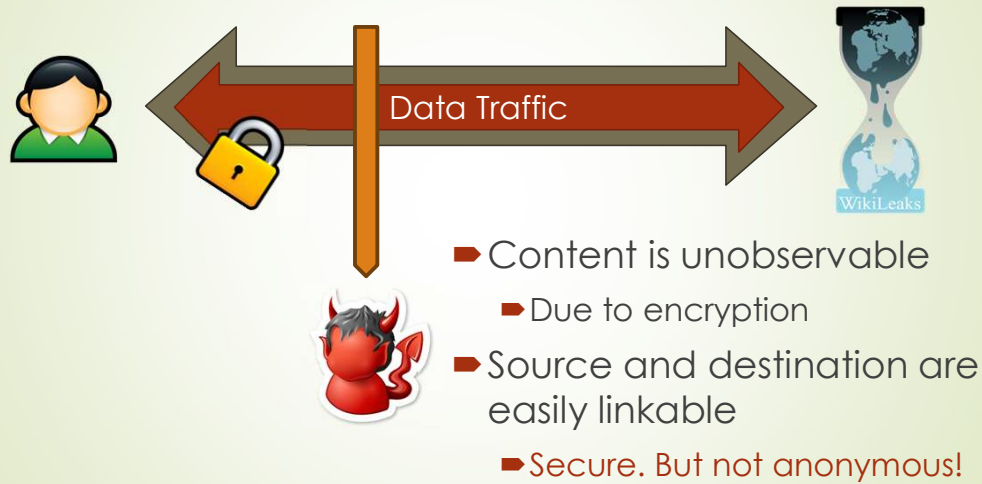 Data Traffic
WikiLeaks
Content is unobservable
Due to encryption
Source and destination are
easily linkable
Secure. But not anonymous!